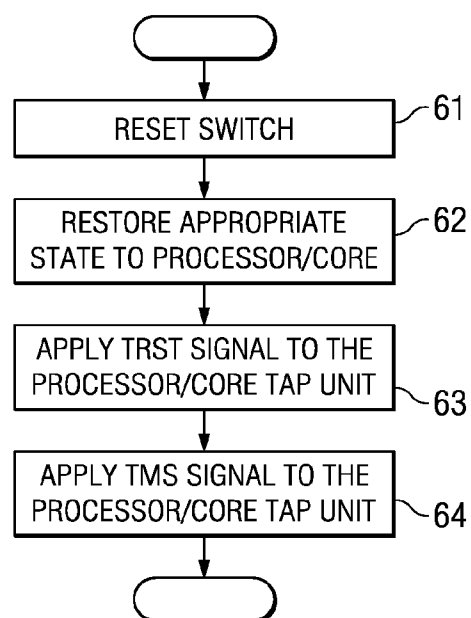 RESET SWITCH
61
RESTORE APPROPRIATE
STATE TO PROCESSOR/CORE
62
APPLY TRST SIGNAL TO THE
PROCESSOR/CORE TAP UNIT
63
APPLY TMS SIGNAL TO THE
PROCESSOR/CORE TAP UNIT
64